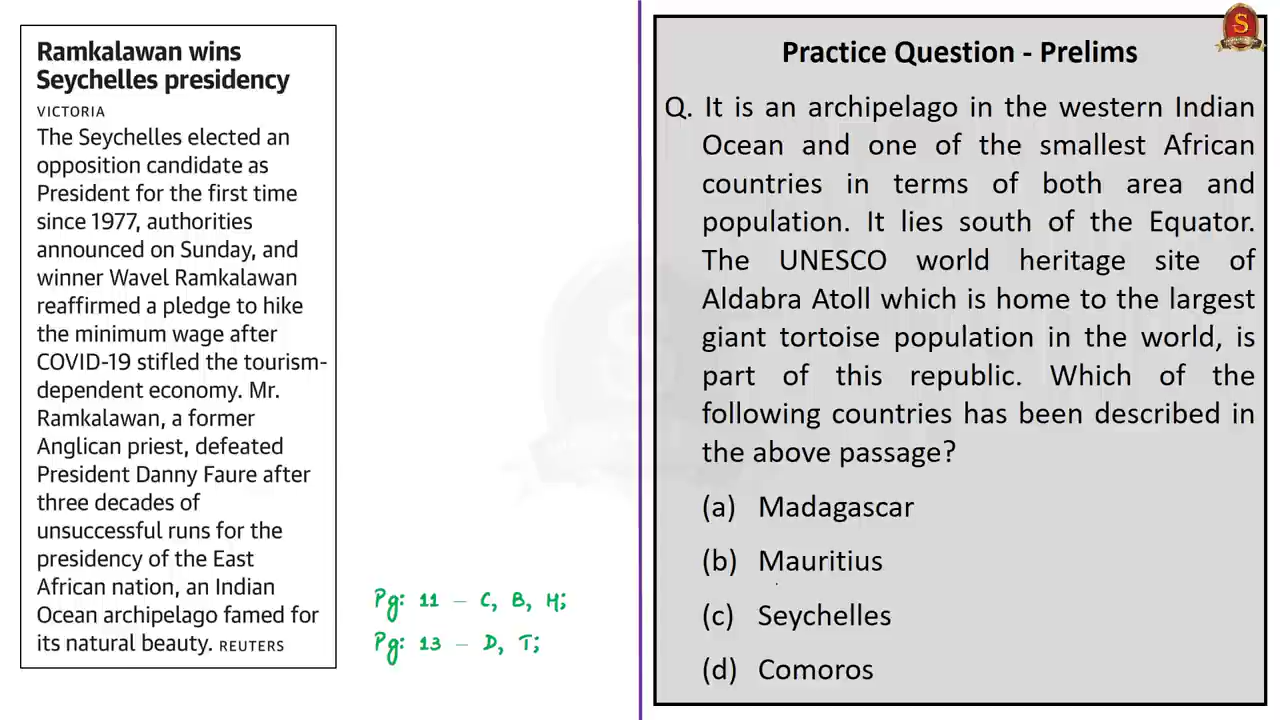 Ramkalawan wins
Seychelles presidency
VICTORIA
The Seychelles elected an
opposition candidate as
President for the first time
since 1977, authorities
announced on Sunday, and
winner Wavel Ramkalawan
reaffirmed a pledge to hike
the minimum wage after
COVID-19 stifled the tourism-
dependent economy. Mr.
Ramkalawan, a former
Anglican priest, defeated
President Danny Faure after
three decades of
unsuccessful runs for the
presidency of the East
African nation, an Indian
Ocean archipelago famed for
its natural beauty. REUTERS
Pg: 11 – C, B, H;
Pg: 13 – D, T;
Practice Question - Prelims
Q. It is an archipelago in the western Indian
Ocean and one of the smallest African
countries in terms of both area and
population. It lies south of the Equator.
The UNESCO world heritage site of
Aldabra Atoll which is home to the largest
giant tortoise population in the world, is
part of this republic. Which of the
following countries has been described in
the above passage?
(a) Madagascar
(b) Mauritius
(c) Seychelles
(d) Comoros
S